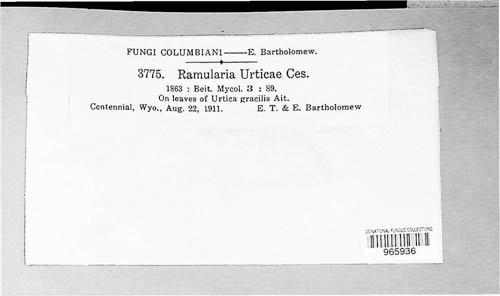 FUNGI COLUMBIANI——E. Bartholomew.
3775. Ramularia Urticae Ces.
1863 : Beit. Mycol. 3 : 89.
On leaves of Urtica gracilis Ait.
Centennial, Wyo., Aug. 22, 1911. E. T. & E. Bartholomew
US NATIONAL FUNGUS COLLECTIONS
965936